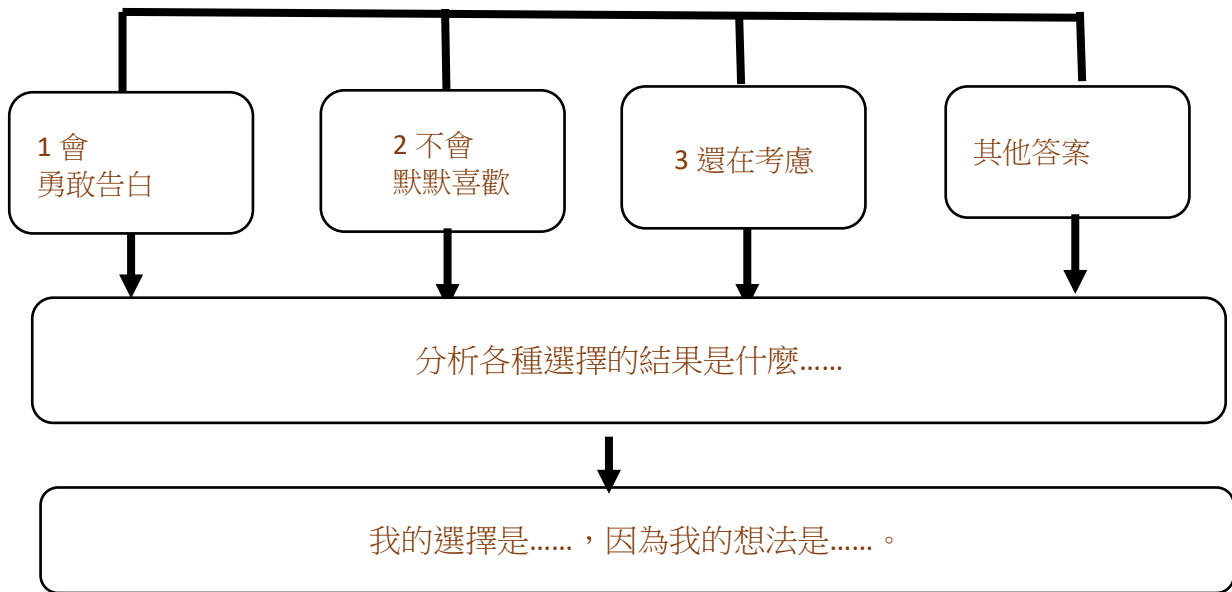 1 會
勇敢告白
2 不會
默默喜歡
3 還在考慮
其他答案
分析各種選擇的結果是什麼……
我的選擇是……，因為我的想法是……。